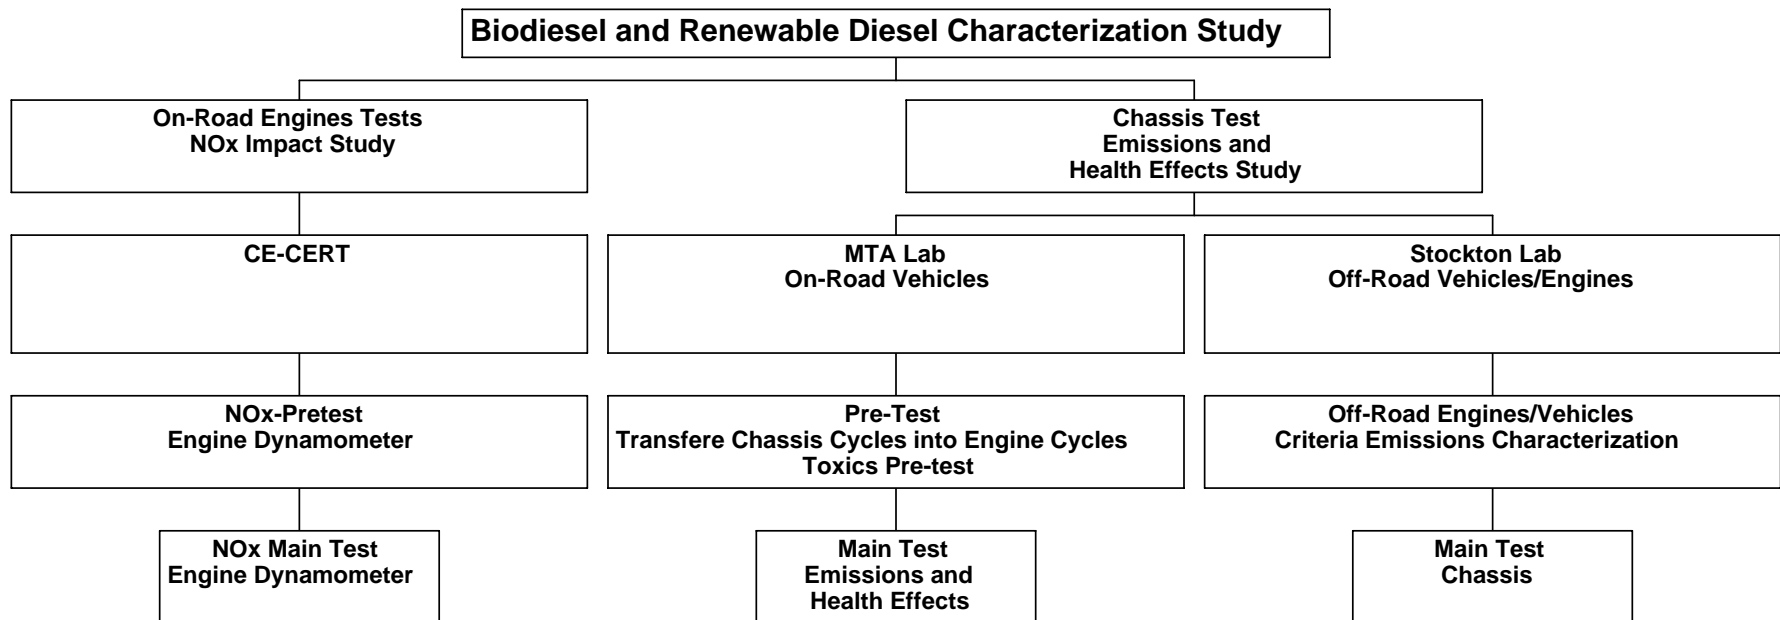 Biodiesel and Renewable Diesel Characterization Study
On-Road Engines Tests
NOx Impact Study
Chassis Test
Emissions and
Health Effects Study
CE-CERT
MTA Lab
On-Road Vehicles
Stockton Lab
Off-Road Vehicles/Engines
NOx-Pretest
Engine Dynamometer
Pre-Test
Transfere Chassis Cycles into Engine Cycles
Toxics Pre-test
Off-Road Engines/Vehicles
Criteria Emissions Characterization
NOx Main Test
Engine Dynamometer
Main Test
Emissions and
Health Effects
Main Test
Chassis